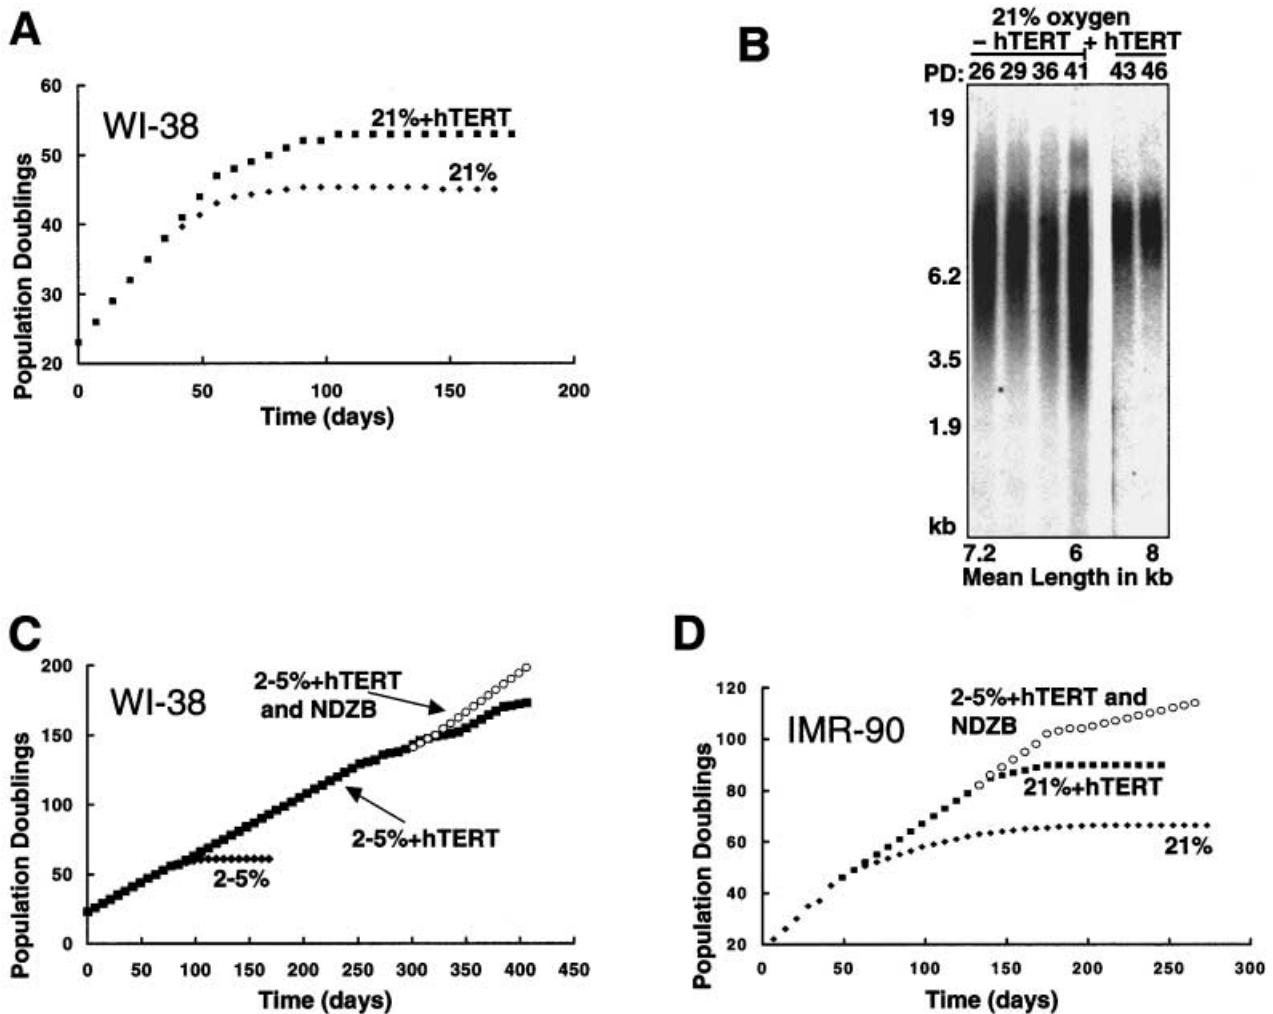 A
WI-38
21%+hTERT
21%
60
50
40
30
20
Population Doublings
0 50 100 150 200
Time (days)
B
21% oxygen
– hTERT + hTERT
PD: 26 29 36 41 43 46
19
6.2
3.5
1.9
kb
7.2 6 8
Mean Length in kb
C
WI-38
2-5%+hTERT
and NDZB
2-5%+hTERT
2-5%
200
150
100
50
0
Population Doublings
0 50 100 150 200 250 300 350 400 450
Time (days)
D
IMR-90
2-5%+hTERT and
NDZB
21%+hTERT
21%
120
100
80
60
40
20
Population Doublings
0 50 100 150 200 250 300
Time (days)